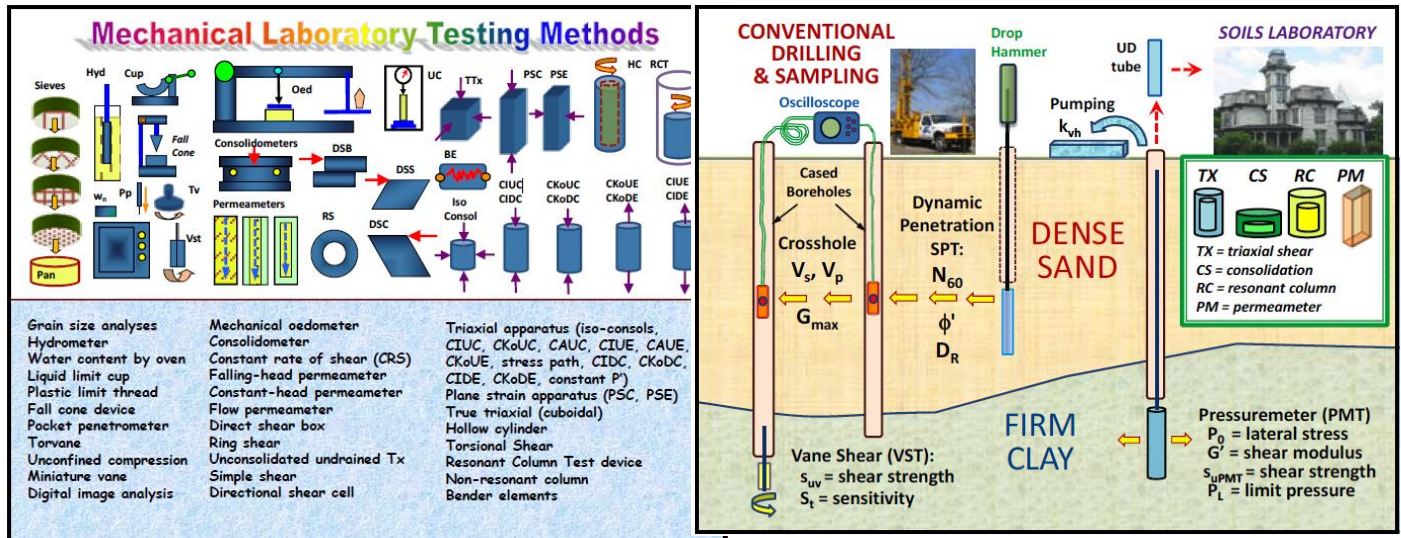 Mechanical Laboratory Testing Methods
Sieves
Hyd
Cup
Oed
UC
TTx
PSC
PSE
HC
RCT
Fall
Cone
Consolidometers
DSB
BE
DSS
wn
Pp
Tv
Permeameters
RS
DSC
Iso
Consol
CIUC
CIDC
CKoUC
CKoDC
CKoUE
CKoDE
CIUE
CIDE
Vst
Pan
Grain size analyses
Hydrometer
Water content by oven
Liquid limit cup
Plastic limit thread
Fall cone device
Pocket penetrometer
Torvane
Unconfined compression
Miniature vane
Digital image analysis
Mechanical oedometer
Consolidometer
Constant rate of shear (CRS)
Falling-head permeameter
Constant-head permeameter
Flow permeameter
Direct shear box
Ring shear
Unconsolidated undrained Tx
Simple shear
Directional shear cell
Triaxial apparatus (iso-consols,
CIUC, CKoUC, CAUC, CIUE, CAUE,
CKoUE, stress path, CIDC, CKoDC,
CIDE, CKoDE, constant P')
Plane strain apparatus (PSC, PSE)
True triaxial (cuboidal)
Hollow cylinder
Torsional Shear
Resonant Column Test device
Non-resonant column
Bender elements
CONVENTIONAL
DRILLING
& SAMPLING
Oscilloscope
Drop
Hammer
UD
tube
SOILS LABORATORY
Pumping
kvh
TX CS RC PM
TX = triaxial shear
CS = consolidation
RC = resonant column
PM = permeameter
Cased
Boreholes
Crosshole
Vs, Vp
Gmax
Dynamic
Penetration
SPT:
N60
ϕ'
DR
DENSE
SAND
FIRM
CLAY
Vane Shear (VST):
suv = shear strength
St = sensitivity
Pressuremeter (PMT)
P0 = lateral stress
G' = shear modulus
suPMT = shear strength
PL = limit pressure